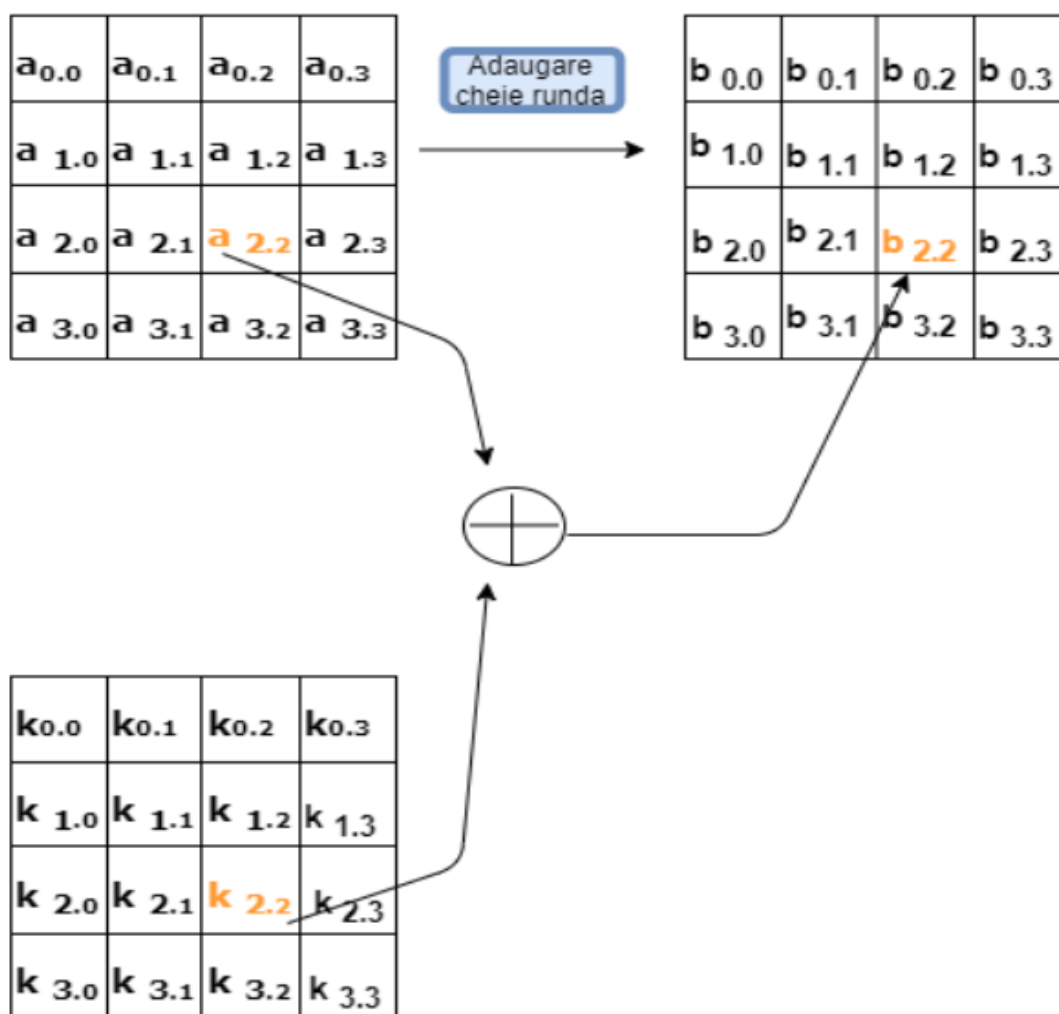 a0.0 a0.1 a0.2 a0.3
a 1.0 a 1.1 a 1.2 a 1.3
a 2.0 a 2.1 a 2.2 a 2.3
a 3.0 a 3.1 a 3.2 a 3.3
Adaugare
cheie runda
b 0.0 b 0.1 b 0.2 b 0.3
b 1.0 b 1.1 b 1.2 b 1.3
b 2.0 b 2.1 b 2.2 b 2.3
b 3.0 b 3.1 b 3.2 b 3.3
k0.0 k0.1 k0.2 k0.3
k 1.0 k 1.1 k 1.2 k 1.3
k 2.0 k 2.1 k 2.2 k 2.3
k 3.0 k 3.1 k 3.2 k 3.3